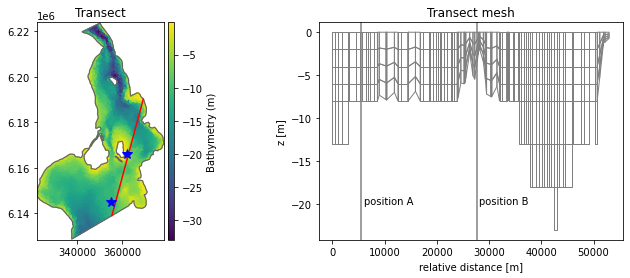 Transect
1e6
6.22
6.20
6.18
6.16
6.14
340000 360000
−5
−10
−15
−20
−25
−30
Bathymetry (m)
Transect mesh
0
−5
−10
−15
−20
z [m]
position A
position B
0 10000 20000 30000 40000 50000
relative distance [m]